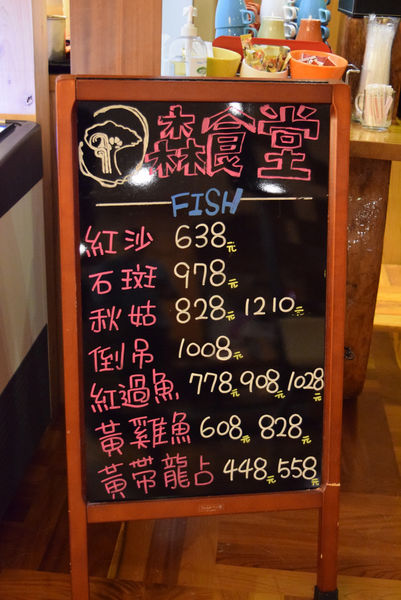 森食堂
FISH
紅沙 638元
石斑 978元
秋姑 828元 1210元
倒吊 1008元
紅過魚 778元 908元 1028元
黃雞魚 608元 828元
黃帶龍占 448元 558元